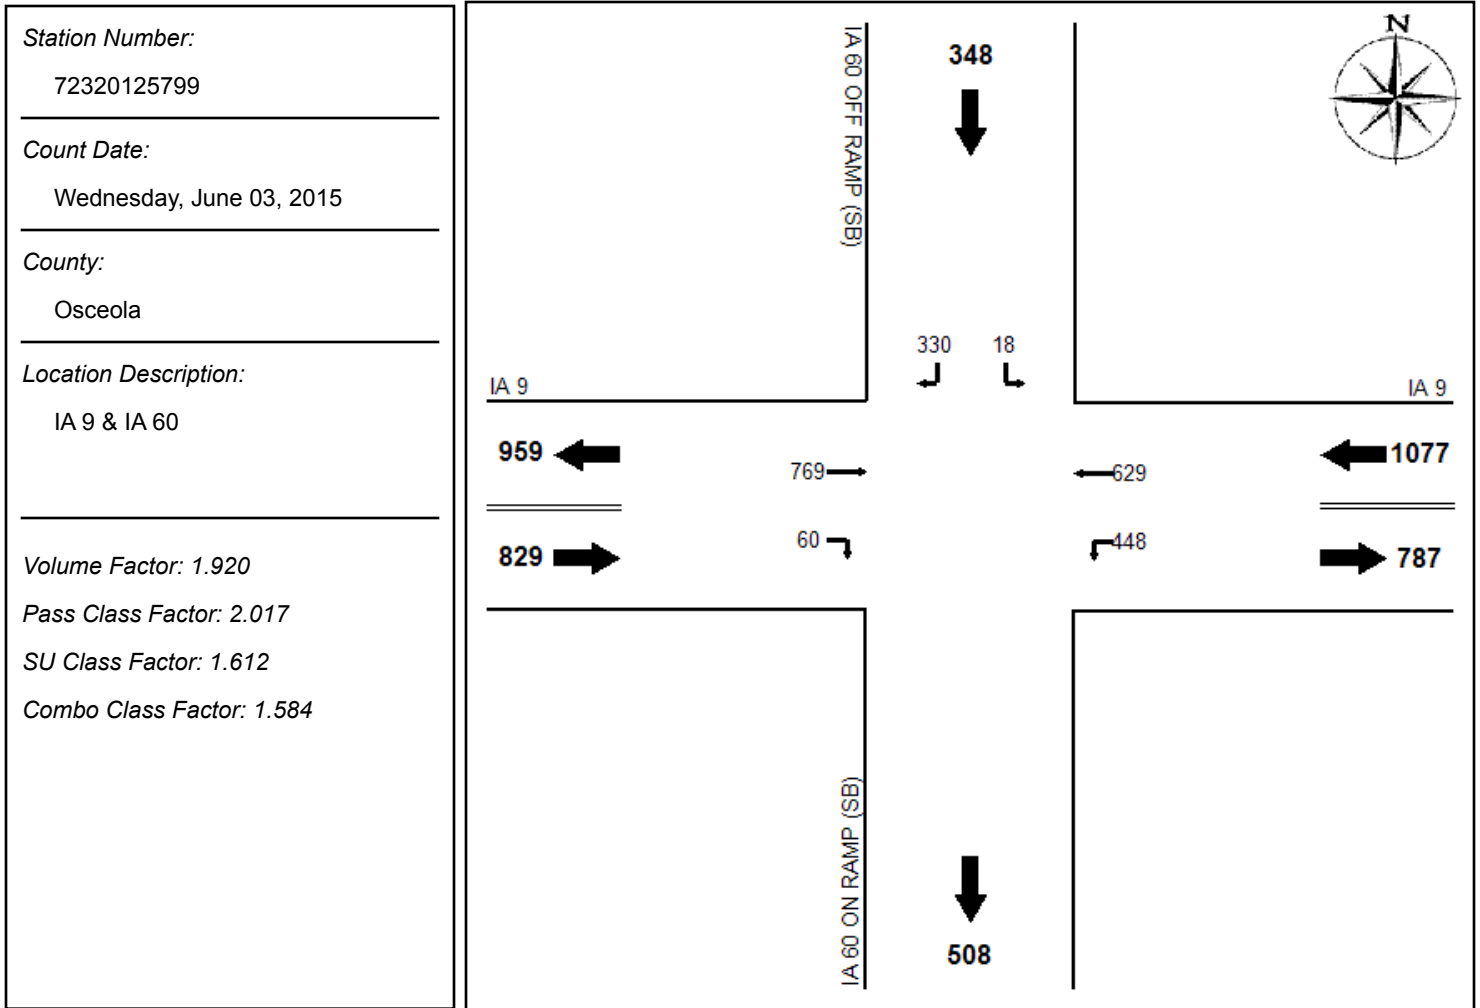 Station Number:
72320125799
Count Date:
Wednesday, June 03, 2015
County:
Osceola
Location Description:
IA 9 & IA 60
Volume Factor: 1.920
Pass Class Factor: 2.017
SU Class Factor: 1.612
Combo Class Factor: 1.584
N
IA 60 OFF RAMP (SB)
348
330 18
IA 9
IA 9
959
1077
769
629
60
448
829
787
IA 60 ON RAMP (SB)
508